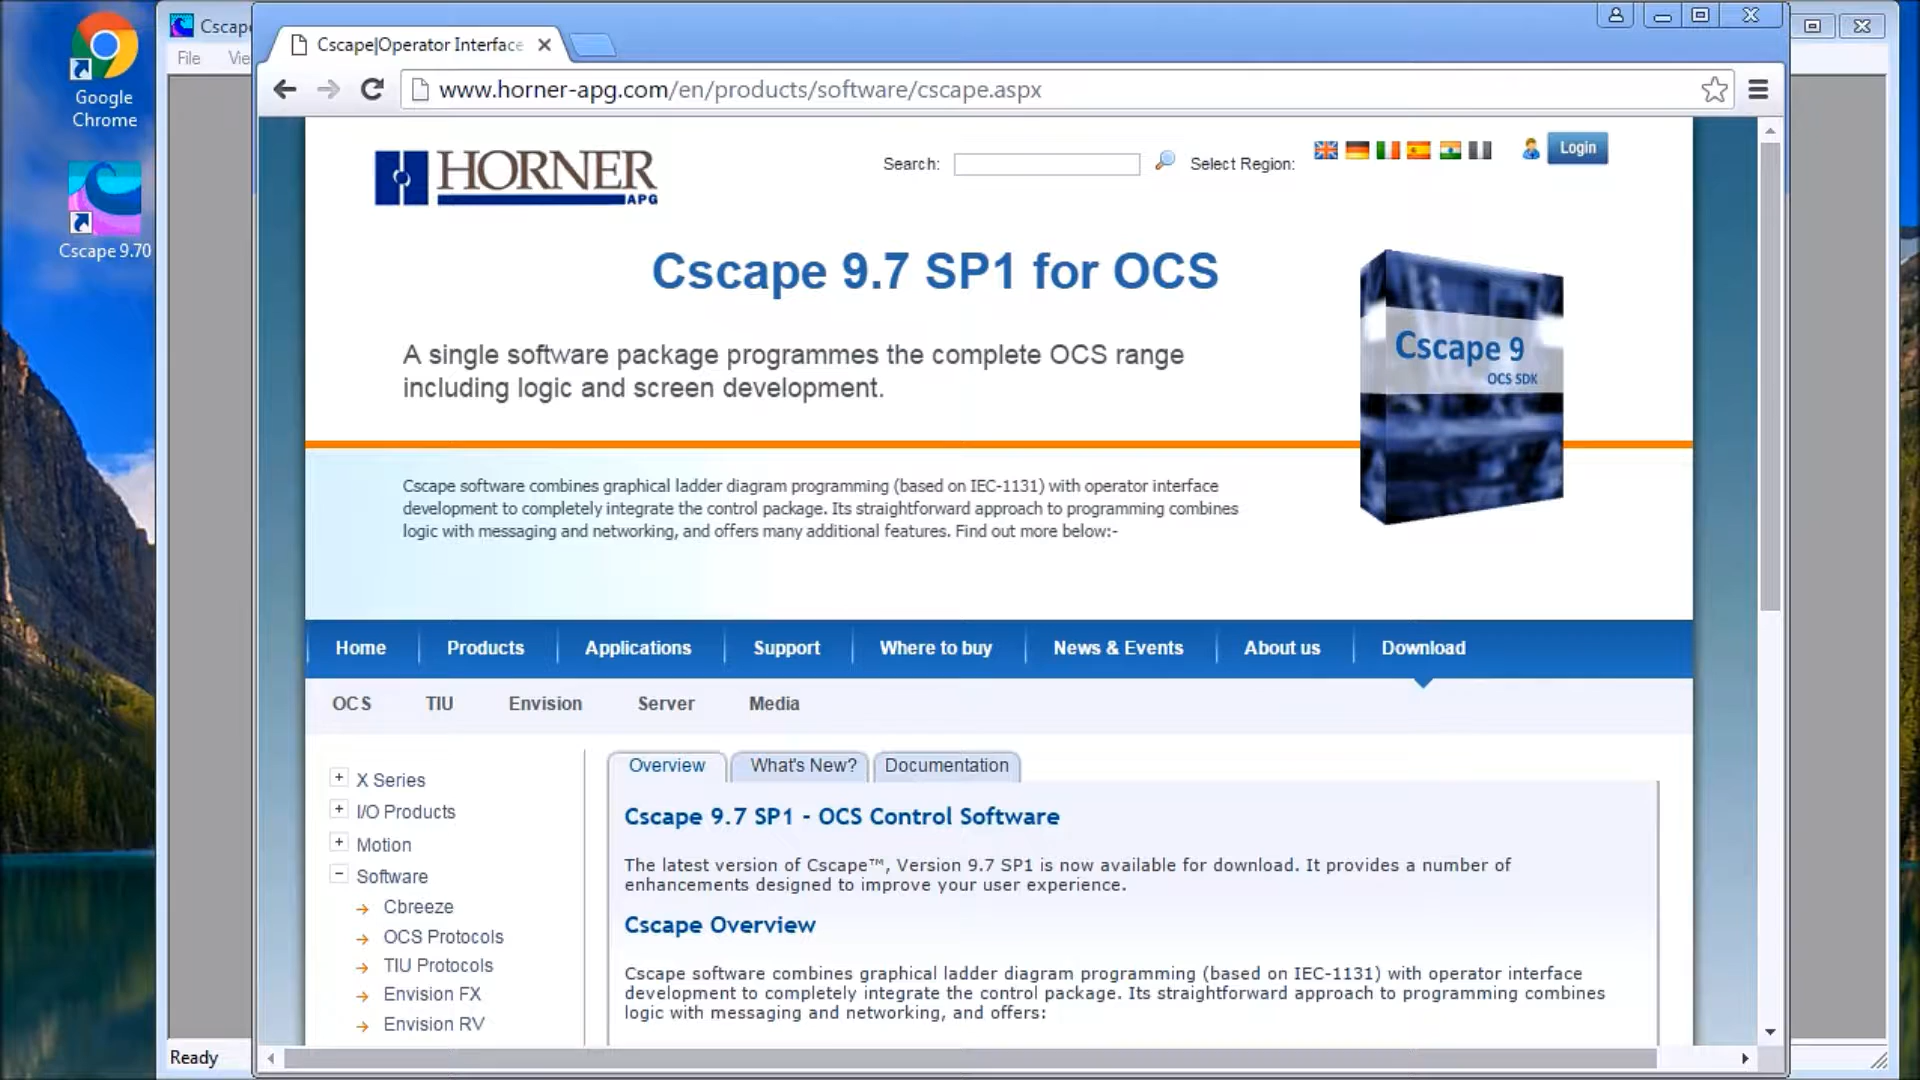 Google
Chrome
Cscape 9.70
Cscape
File
Vie
Cscape|Operator Interface
www.horner-apg.com/en/products/software/cscape.aspx
HORNER
APG
Search:
Select Region:
Login
Cscape 9.7 SP1 for OCS
A single software package programmes the complete OCS range
including logic and screen development.
Cscape 9
OCS SDK
Cscape software combines graphical ladder diagram programming (based on IEC-1131) with operator interface
development to completely integrate the control package. Its straightforward approach to programming combines
logic with messaging and networking, and offers many additional features. Find out more below:-
Home
Products
Applications
Support
Where to buy
News & Events
About us
Download
OCS
TIU
Envision
Server
Media
X Series
I/O Products
Motion
Software
Cbreeze
OCS Protocols
TIU Protocols
Envision FX
Envision RV
Overview
What's New?
Documentation
Cscape 9.7 SP1 - OCS Control Software
The latest version of Cscape™, Version 9.7 SP1 is now available for download. It provides a number of
enhancements designed to improve your user experience.
Cscape Overview
Cscape software combines graphical ladder diagram programming (based on IEC-1131) with operator interface
development to completely integrate the control package. Its straightforward approach to programming combines
logic with messaging and networking, and offers:
Ready